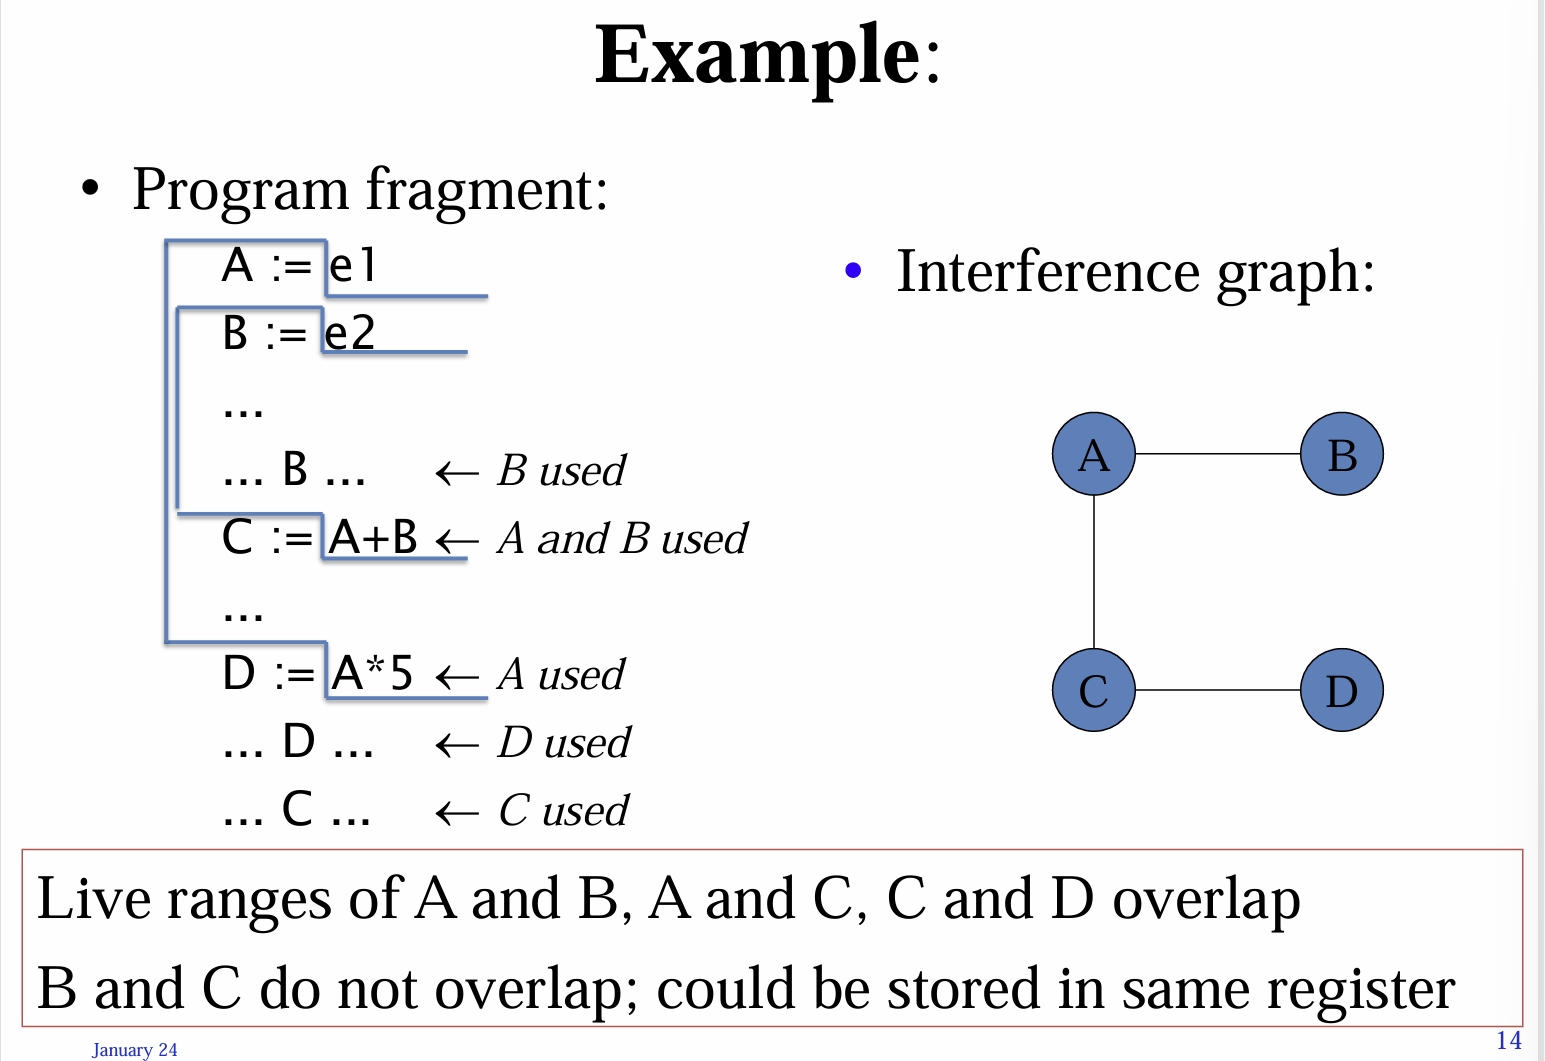 Example:
• Program fragment:
A := e1
B := e2
...
... B ... ← B used
C := A+B ← A and B used
...
D := A*5 ← A used
... D ... ← D used
... C ... ← C used
• Interference graph:
A B
C D
Live ranges of A and B, A and C, C and D overlap
B and C do not overlap; could be stored in same register
January 24
14